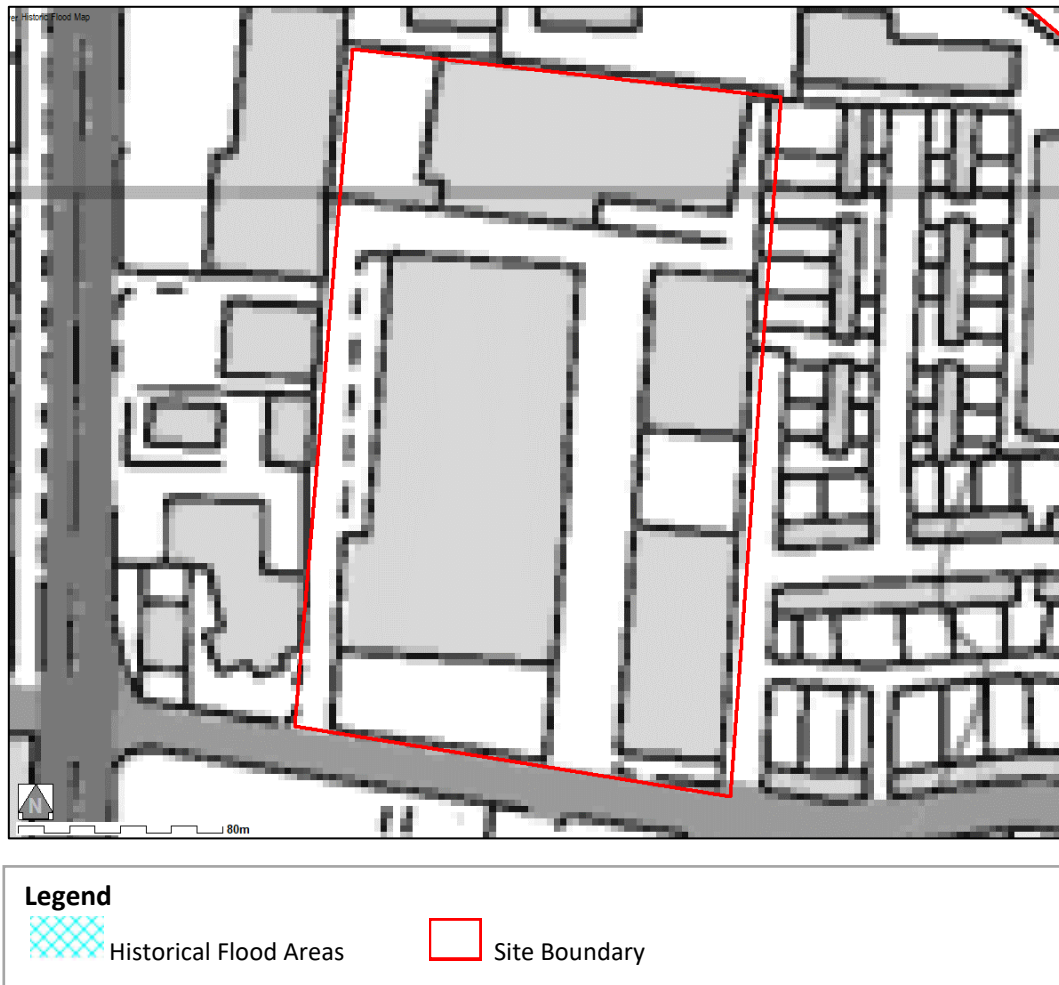 Historic Flood Map
N
80m
Legend
Historical Flood Areas
Site Boundary